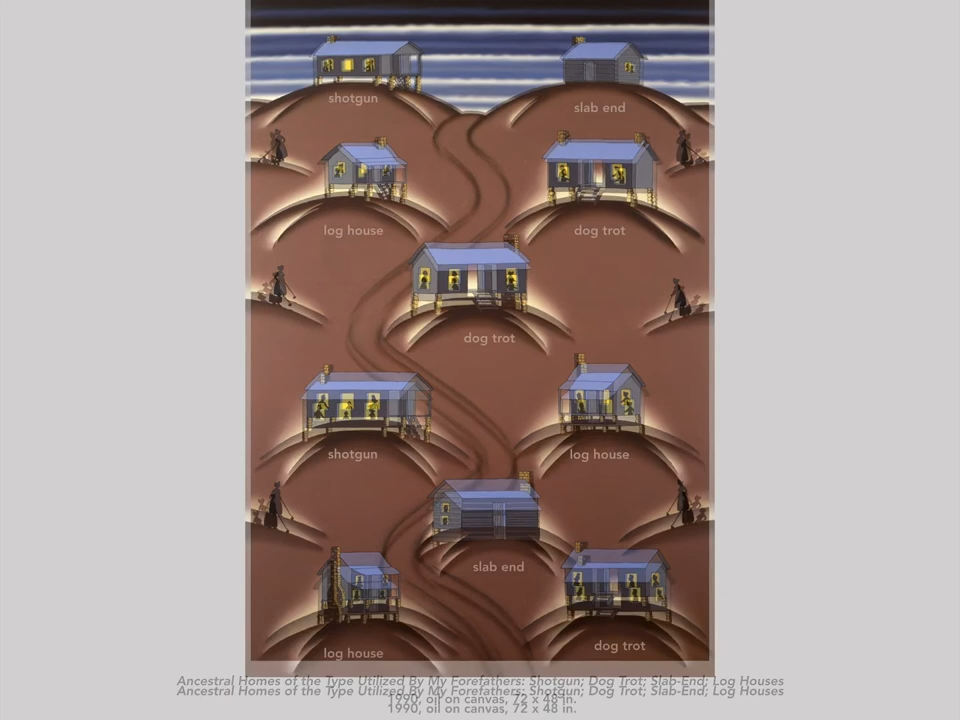 shotgun
slab end
log house
dog trot
dog trot
shotgun
log house
slab end
log house
dog trot
Ancestral Homes of the Type Utilized By My Forefathers: Shotgun; Dog Trot; Slab-End; Log Houses
Ancestral Homes of the Type Utilized By My Forefathers: Shotgun; Dog Trot; Slab-End; Log Houses
1990, oil on canvas, 72 x 48 in.
1990, oil on canvas, 72 x 48 in.